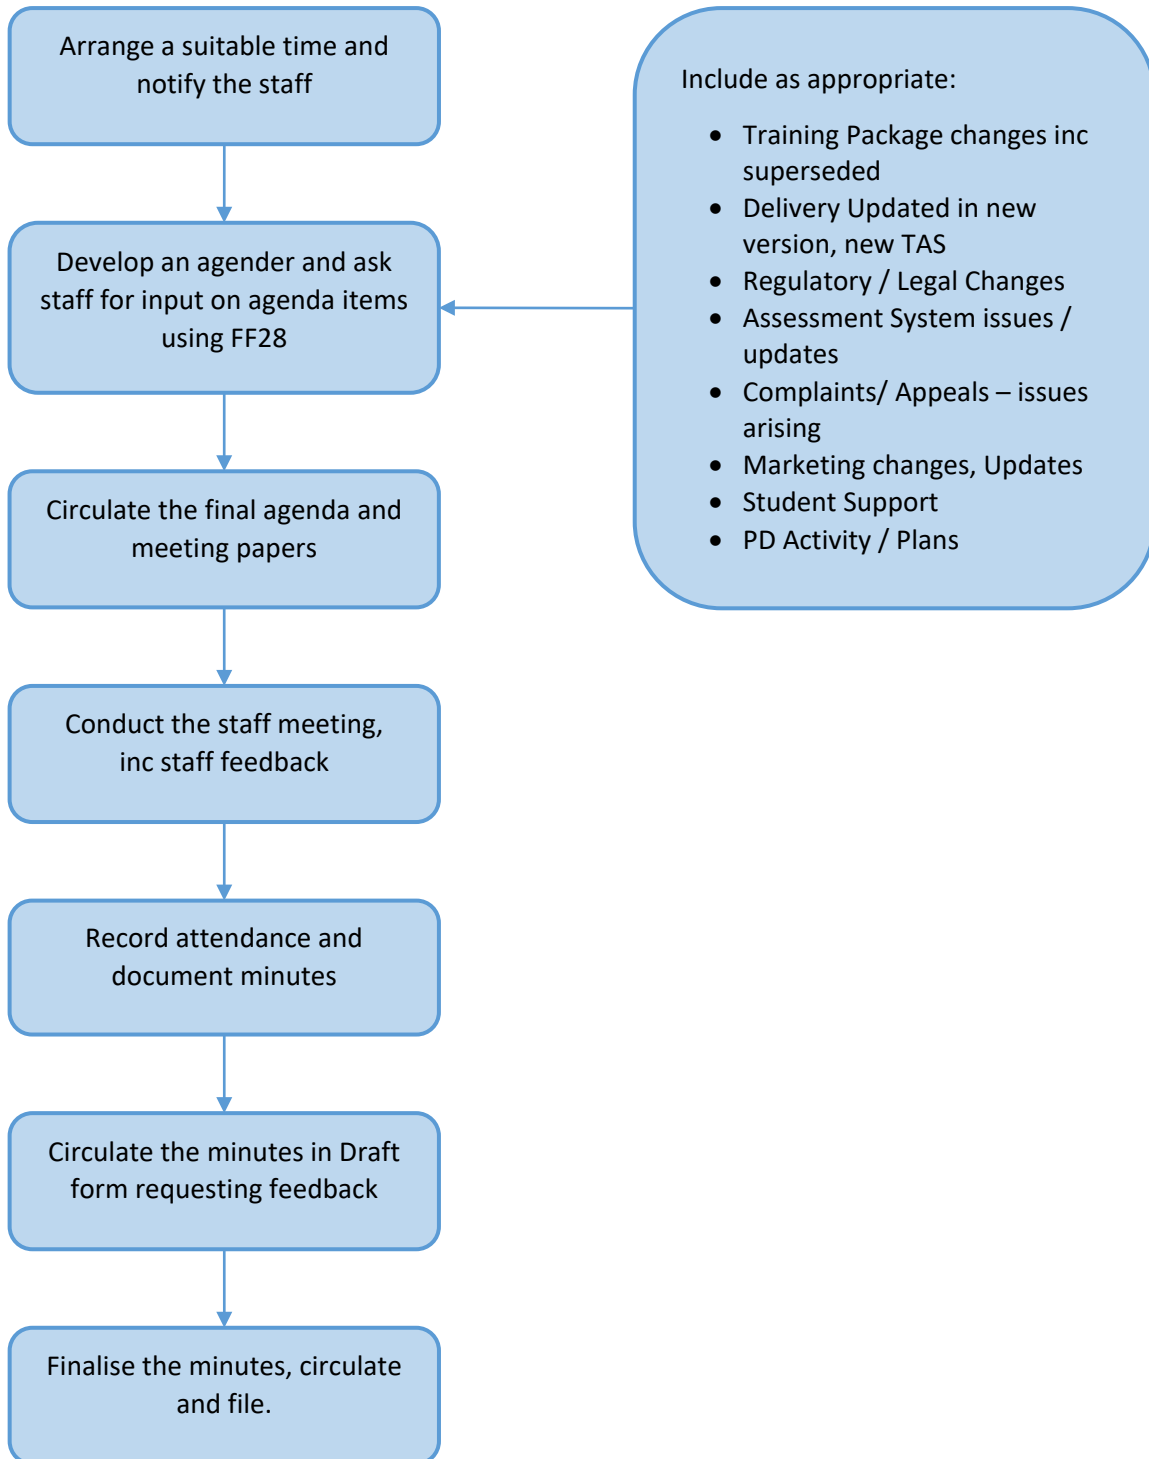 Arrange a suitable time and
notify the staff
Develop an agender and ask
staff for input on agenda items
using FF28
Include as appropriate:
• Training Package changes inc
superseded
• Delivery Updated in new
version, new TAS
• Regulatory / Legal Changes
• Assessment System issues /
updates
• Complaints/ Appeals – issues
arising
• Marketing changes, Updates
• Student Support
• PD Activity / Plans
Circulate the final agenda and
meeting papers
Conduct the staff meeting,
inc staff feedback
Record attendance and
document minutes
Circulate the minutes in Draft
form requesting feedback
Finalise the minutes, circulate
and file.